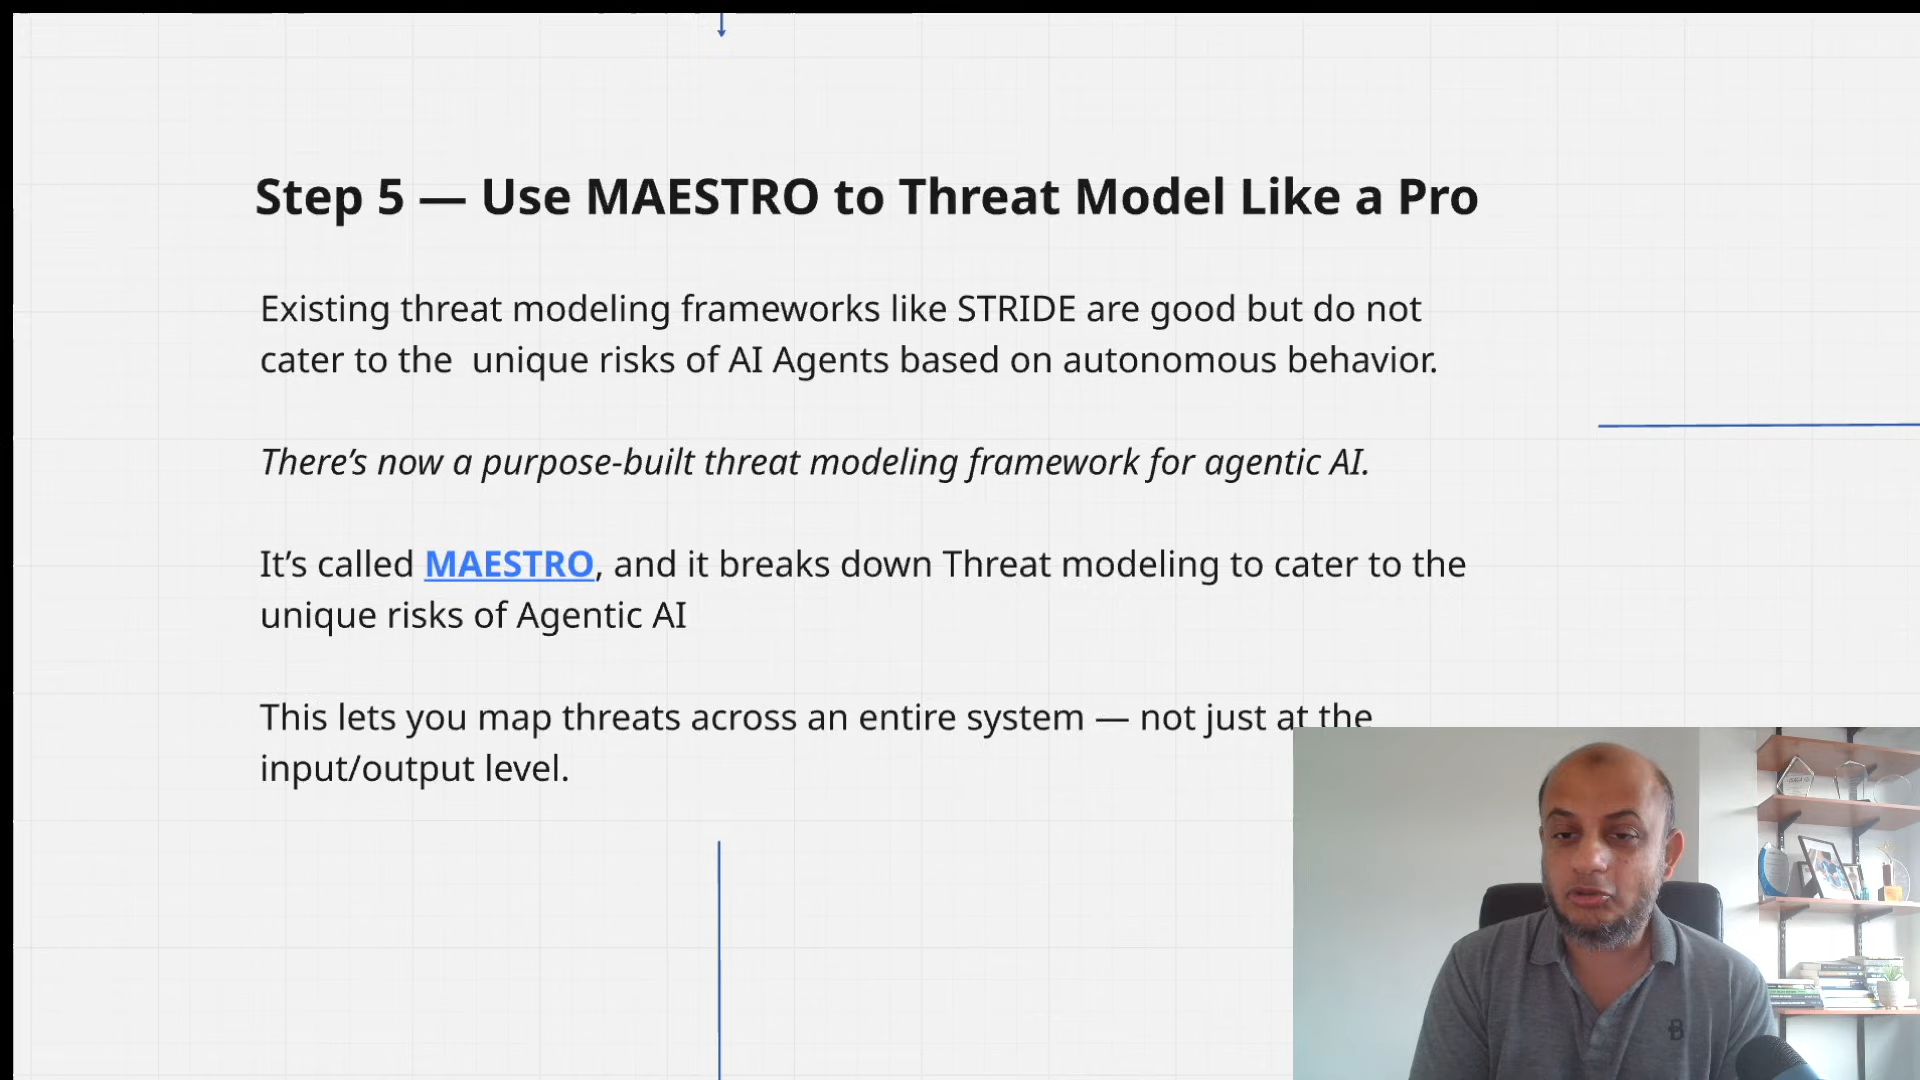 Step 5 — Use MAESTRO to Threat Model Like a Pro
Existing threat modeling frameworks like STRIDE are good but do not
cater to the  unique risks of AI Agents based on autonomous behavior.
There’s now a purpose-built threat modeling framework for agentic AI.
It’s called MAESTRO, and it breaks down Threat modeling to cater to the
unique risks of Agentic AI
This lets you map threats across an entire system — not just at the
input/output level.